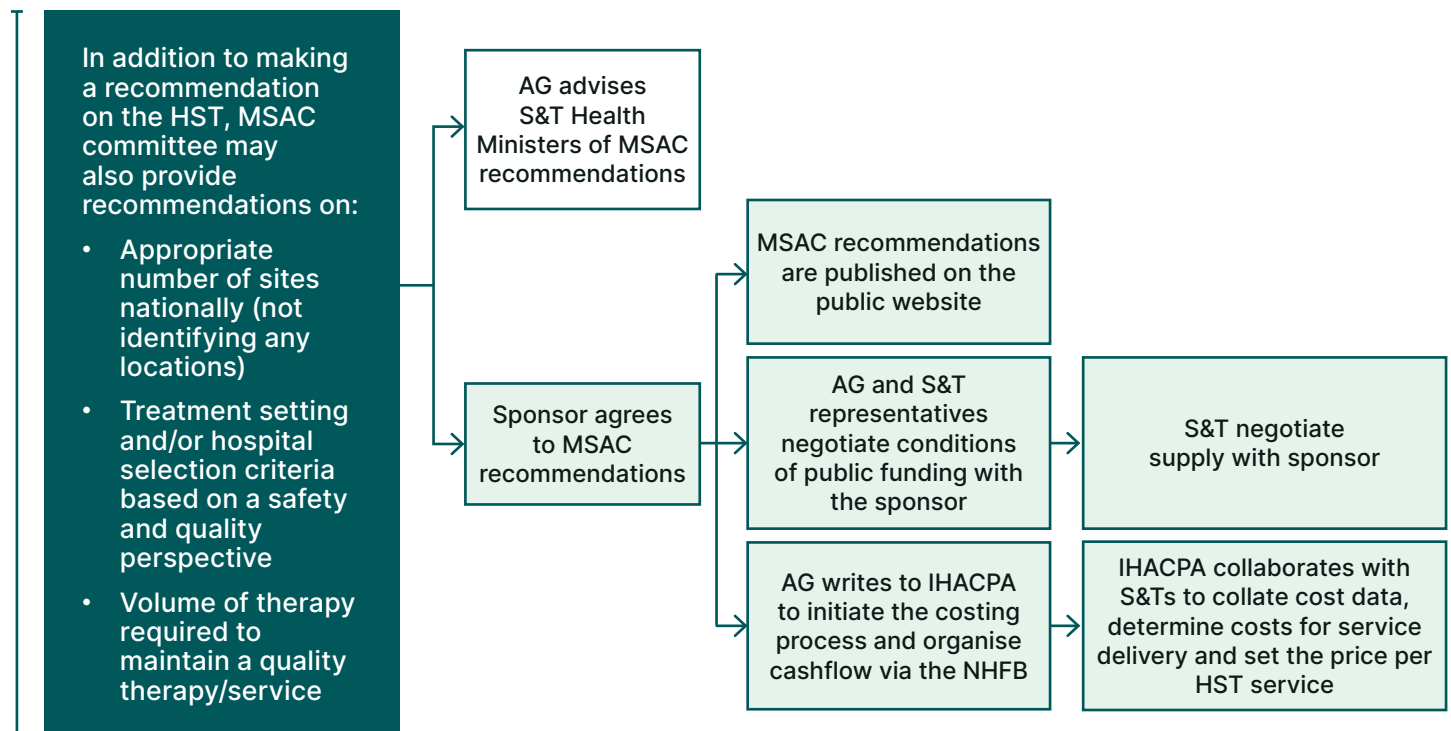 In addition to making
a recommendation
on the HST, MSAC
committee may
also provide
recommendations on:
• Appropriate
number of sites
nationally (not
identifying any
locations)
• Treatment setting
and/or hospital
selection criteria
based on a safety
and quality
perspective
• Volume of therapy
required to
maintain a quality
therapy/service
AG advises
S&T Health
Ministers of MSAC
recommendations
Sponsor agrees
to MSAC
recommendations
MSAC recommendations
are published on the
public website
AG and S&T
representatives
negotiate conditions
of public funding with
the sponsor
S&T negotiate
supply with sponsor
AG writes to IHACPA
to initiate the costing
process and organise
cashflow via the NHFB
IHACPA collaborates with
S&Ts to collate cost data,
determine costs for service
delivery and set the price per
HST service